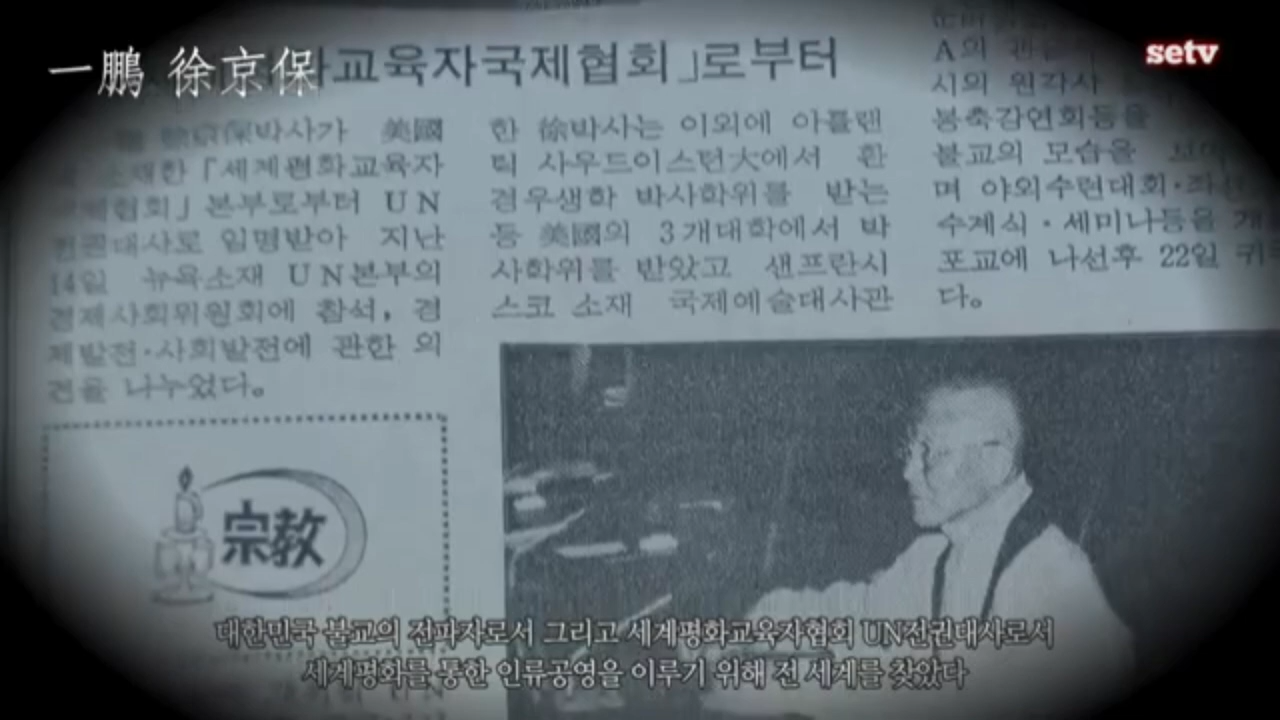 一鵬 徐京保
setv
교육자국제협회」로부터
徐京保박사가 美國
소재한 「세계평화교육자
협회」 본부로부터 UN
전권대사로 임명받아 지난
14일 뉴욕소재 UN본부의
경제사회위원회에 참석, 경
제발전·사회발전에 관한 의
견을 나누었다。
한 徐박사는 이외에 아틀랜
틱 사우드이스턴大에서 환
경우생학 박사학위를 받는
등 美國의 3개대학에서 박
사학위를 받았고 샌프란시
스코 소재 국제예술대사관
A의
시의 원각사
봉축강연회등을
불교의 모습을
며 야외수련대회·
수계식·세미나등을
포교에 나선후 22일
다。
宗教
대한민국 불교의 전파자로서 그리고 세계평화교육자협회 UN전권대사로서
세계평화를 통한 인류공영을 이루기 위해 전 세계를 찾았다